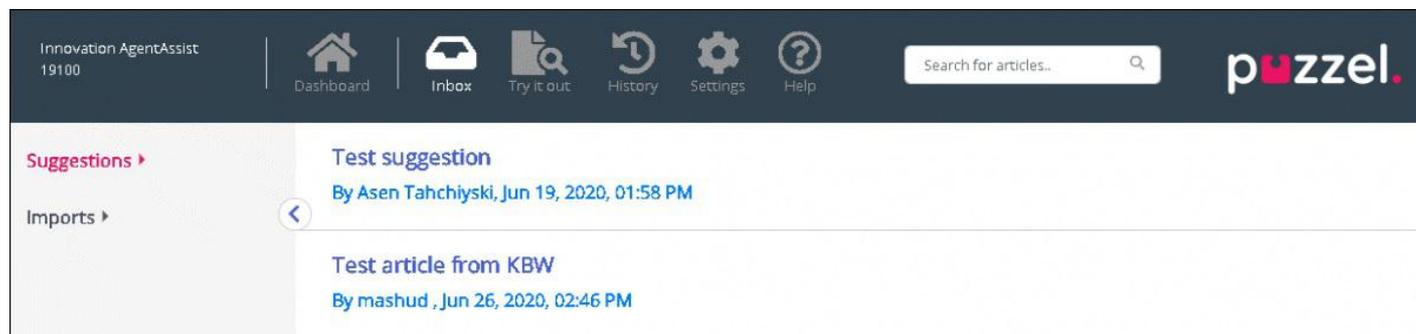 Innovation AgentAssist
19100
Dashboard
Inbox
Try it out
History
Settings
Help
Search for articles..
puzzel.
Suggestions
Imports
Test suggestion
By Asen Tahchiyski, Jun 19, 2020, 01:58 PM
Test article from KBW
By mashud , Jun 26, 2020, 02:46 PM